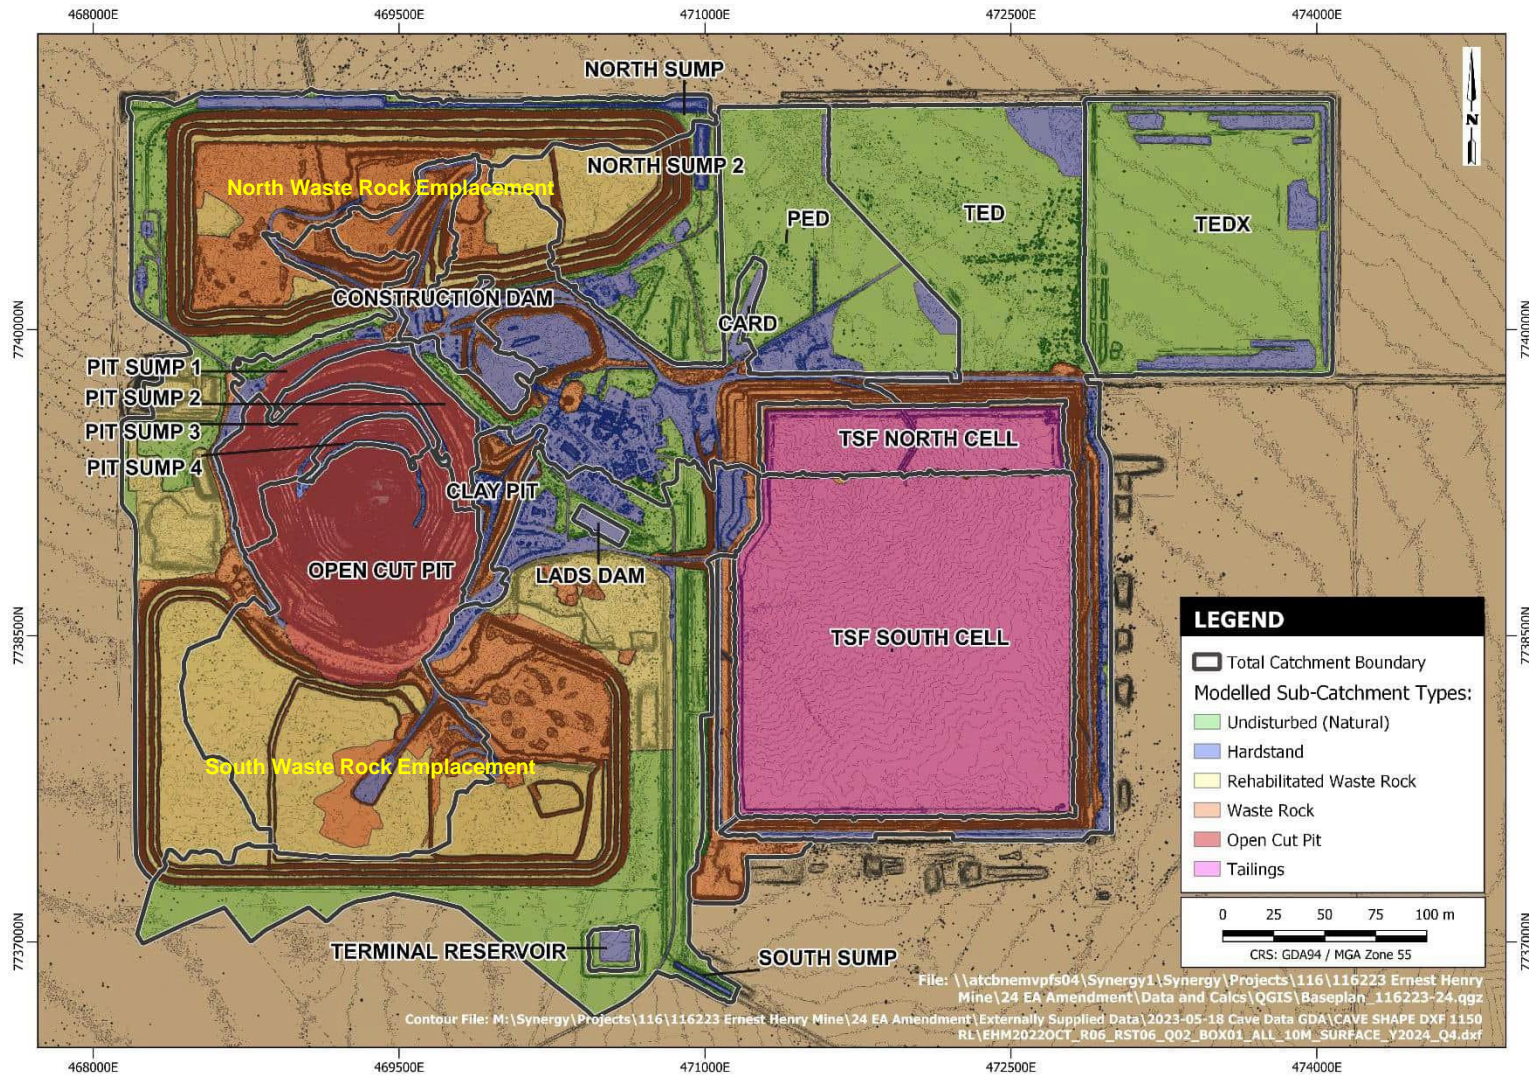 468000E
469500E
471000E
472500E
474000E
NORTH SUMP
N
NORTH SUMP 2
North Waste Rock Emplacement
PED
TED
TEDX
CONSTRUCTION DAM
CARD
7740000N
7740000N
PIT SUMP 1
PIT SUMP 2
PIT SUMP 3
PIT SUMP 4
TSF NORTH CELL
CLAY PIT
OPEN CUT PIT
LADS DAM
TSF SOUTH CELL
7738500N
7738500N
LEGEND
Total Catchment Boundary
Modelled Sub-Catchment Types:
Undisturbed (Natural)
Hardstand
Rehabilitated Waste Rock
Waste Rock
Open Cut Pit
Tailings
South Waste Rock Emplacement
0 25 50 75 100 m
CRS: GDA94 / MGA Zone 55
7737000N
7737000N
TERMINAL RESERVOIR
SOUTH SUMP
File: \\atcbnemvpfs04\Synergy1\Synergy\Projects\116\116223 Ernest Henry
Mine\24 EA Amendment\Data and Calcs\QGIS\Baseplan_116223-24.qgz
Contour File: M:\Synergy\Projects\116\116223 Ernest Henry Mine\24 EA Amendment\Externally Supplied Data\2023-05-18 Cave Data GDA\CAVE SHAPE DXF 1150
RL\EHM2022OCT_R06_RST06_Q02_BOX01_ALL_10M_SURFACE_Y2024_Q4.dxf
468000E
469500E
471000E
472500E
474000E